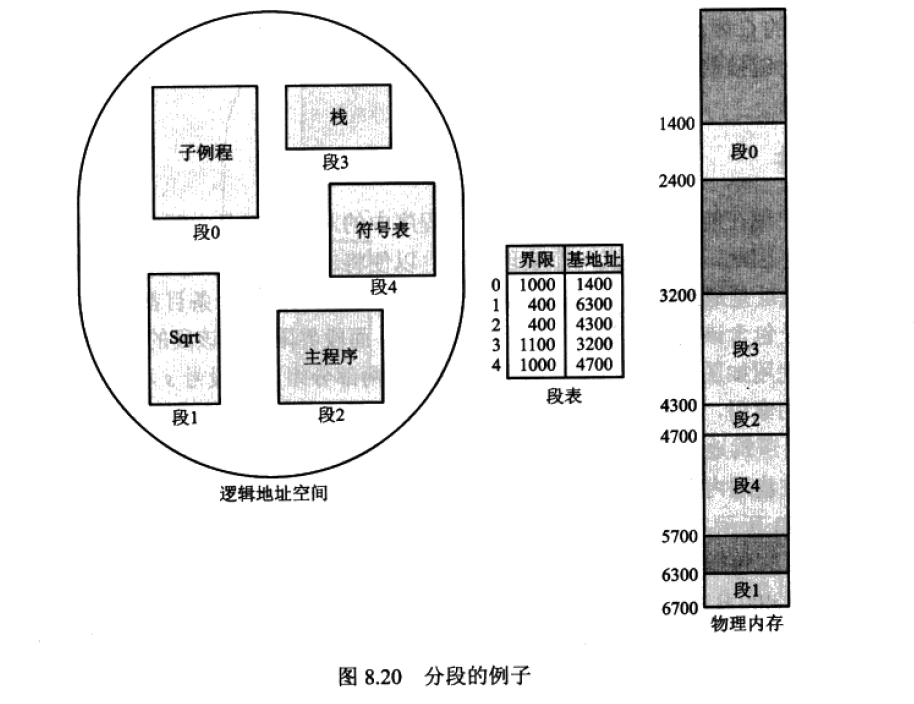 子例程
段0
栈
段3
符号表
段4
Sqrt
段1
主程序
段2
逻辑地址空间
界限 基地址
0 1000 1400
1 400 6300
2 400 4300
3 1100 3200
4 1000 4700
段表
1400
段0
2400
3200
段3
4300
段2
4700
段4
5700
6300
段1
6700
物理内存
图 8.20 分段的例子